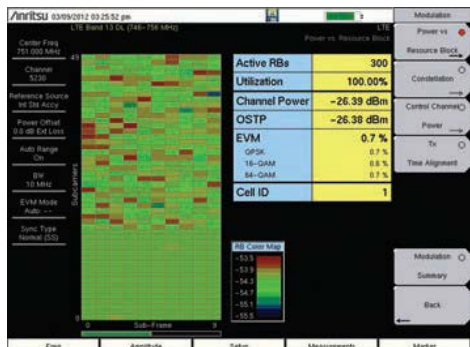 Anritsu 03/09/2012 03:25:52 pm
LTE Band 13 DL (746-756 MHz)
LTE
Power vs Resource Block
Center Freq
751.000 MHz
Channel
5230
Reference Source
Int Std Accy
Power Offset
0.0 dB Ext Loss
Auto Range
On
BW
10 MHz
EVM Mode
Auto: --
Sync Type
Normal (SS)
49
Subcarriers
0
0 Sub-Frame 9
Active RBs 300
Utilization 100.00%
Channel Power -26.39 dBm
OSTP -26.38 dBm
EVM 0.7 %
QPSK 0.7 %
16-QAM
64-QAM 0.7 %
Cell ID 1
RB Color Map
-53.5
-53.9
-54.3
-54.7
-55.1
-55.5
Modulation
Power vs
Resource Block
Constellation
Control Channel
Power
Tx
Time Alignment
Modulation
Summary
Back
Freq Amplitude Setup Measurements Marker